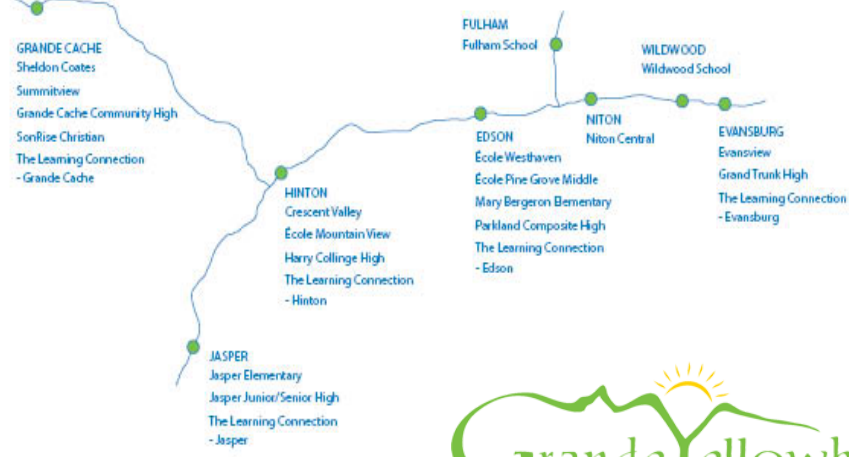 GRANDE CACHE
Sheldon Coates
Summitview
Grande Cache Community High
SonRise Christian
The Learning Connection
- Grande Cache
FULHAM
Fulham School
WILDWOOD
Wildwood School
NITON
Niton Central
EVANSBURG
Evansview
Grand Trunk High
The Learning Connection
- Evansburg
EDSON
École Westhaven
École Pine Grove Middle
Mary Bergeron Elementary
Parkland Composite High
The Learning Connection
- Edson
HINTON
Crescent Valley
École Mountain View
Harry Collinge High
The Learning Connection
- Hinton
JASPER
Jasper Elementary
Jasper Junior/Senior High
The Learning Connection
- Jasper